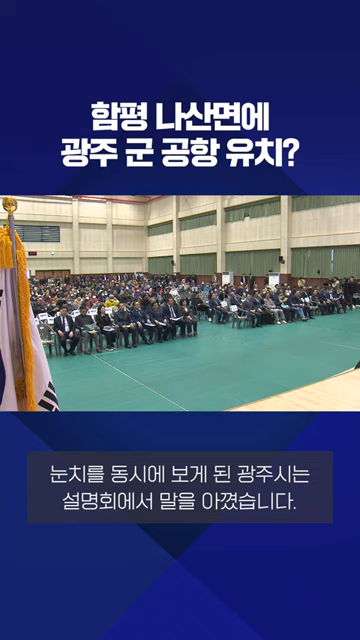 함평 나산면에
광주 군 공항 유치?
눈치를 동시에 보게 된 광주시는
설명회에서 말을 아꼈습니다.